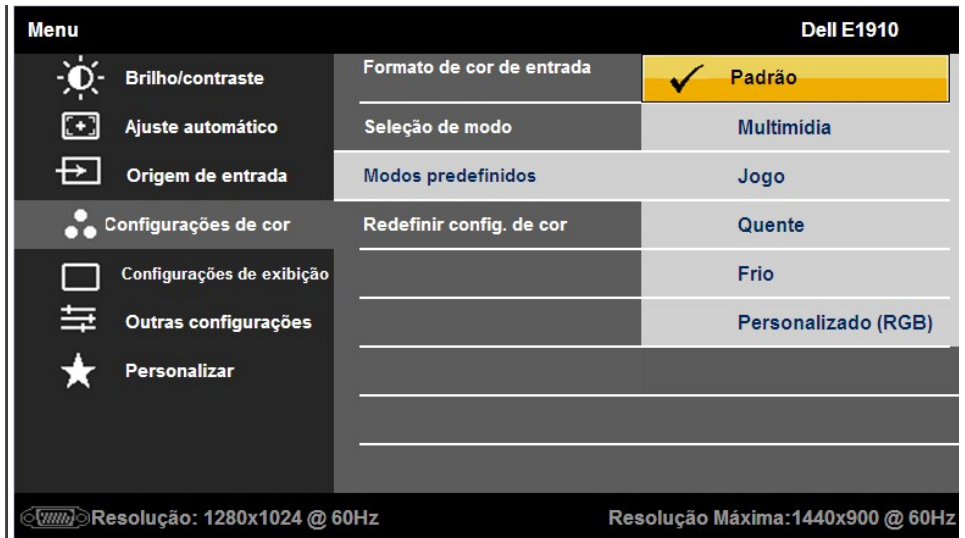 Menu Dell E1910
Brilho/contraste
Ajuste automático
Origem de entrada
Configurações de cor
Configurações de exibição
Outras configurações
Personalizar
Formato de cor de entrada
Seleção de modo
Modos predefinidos
Redefinir config. de cor
Padrão
Multimídia
Jogo
Quente
Frio
Personalizado (RGB)
Resolução: 1280x1024 @ 60Hz Resolução Máxima:1440x900 @ 60Hz